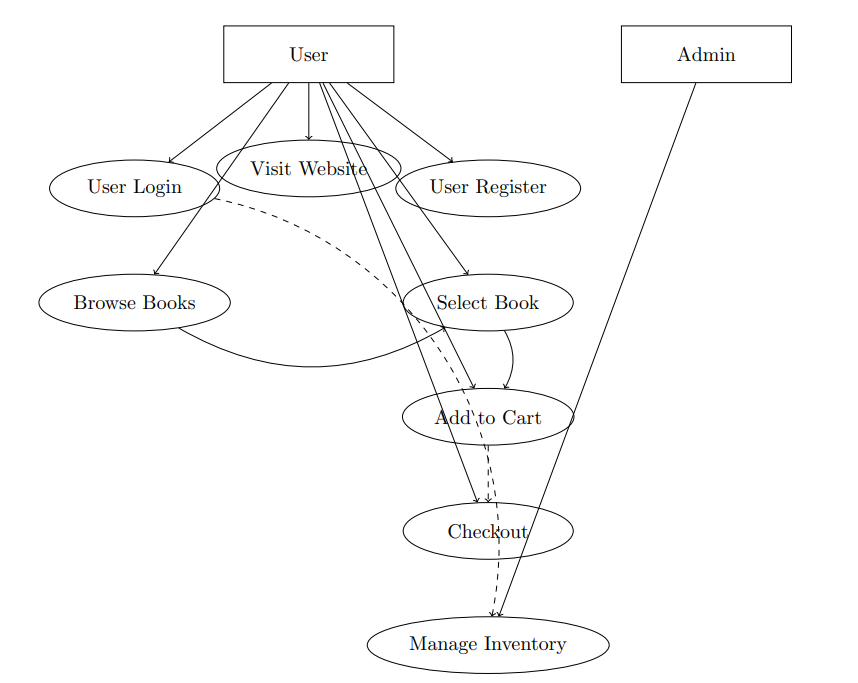 User
Admin
Visit Website
User Login
User Register
Browse Books
Select Book
Add to Cart
Checkout
Manage Inventory